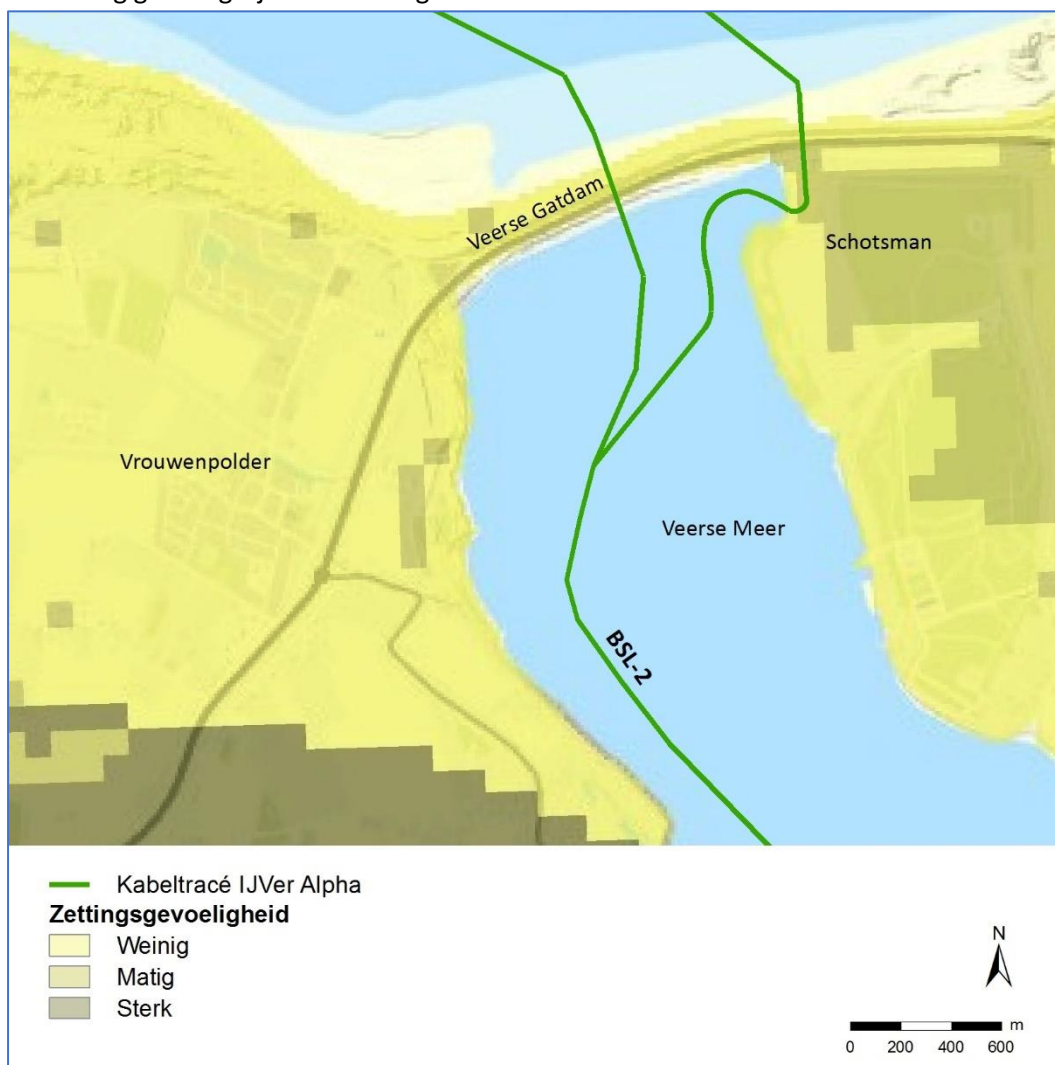 Veerse Gatdam
Schotsman
Vrouwenpolder
Veerse Meer
BSL-2
Kabeltracé IJVer Alpha
Zettingsgevoeligheid
Weinig
Matig
Sterk
N
m
0 200 400 600